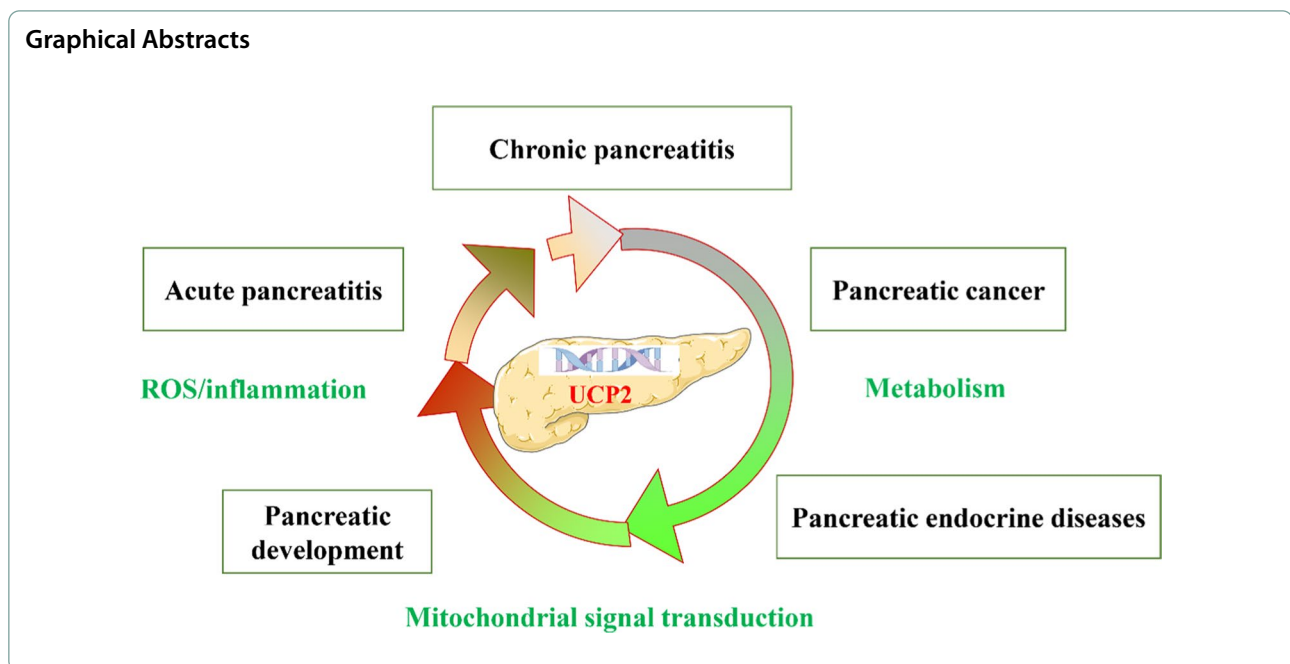 Graphical Abstracts
Chronic pancreatitis
Acute pancreatitis
Pancreatic cancer
ROS/inflammation
UCP2
Metabolism
Pancreatic
development
Pancreatic endocrine diseases
Mitochondrial signal transduction